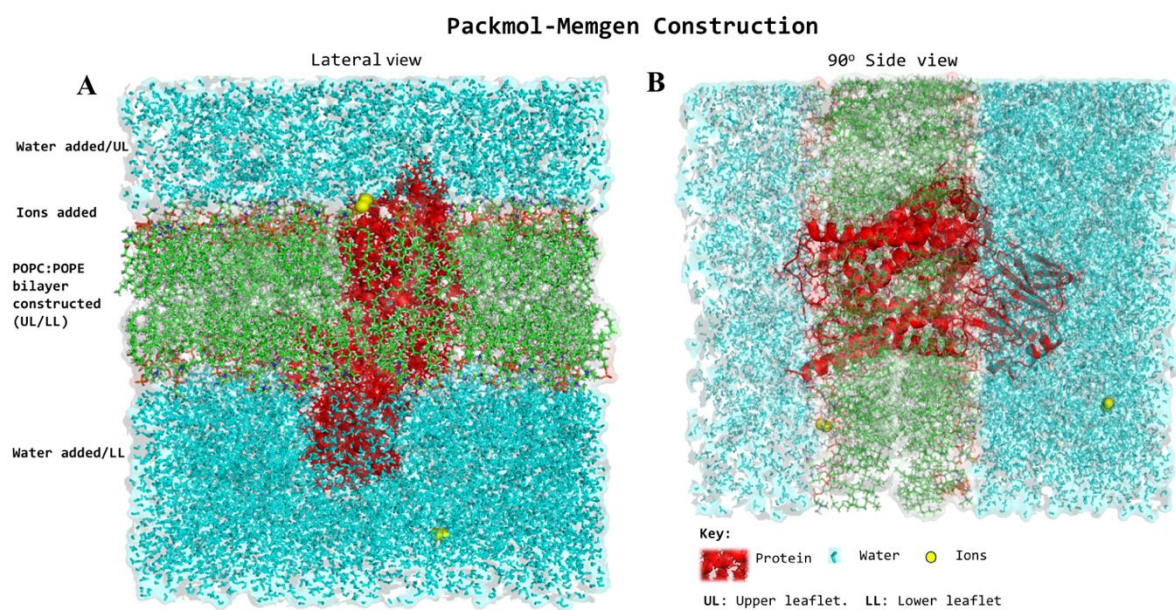 Packmol-Memgen Construction
Lateral view
90° Side view
A
B
Water added/UL
Ions added
POPC:POPE
bilayer
constructed
(UL/LL)
Water added/LL
Key:
Protein Water Ions
UL: Upper leaflet. LL: Lower leaflet